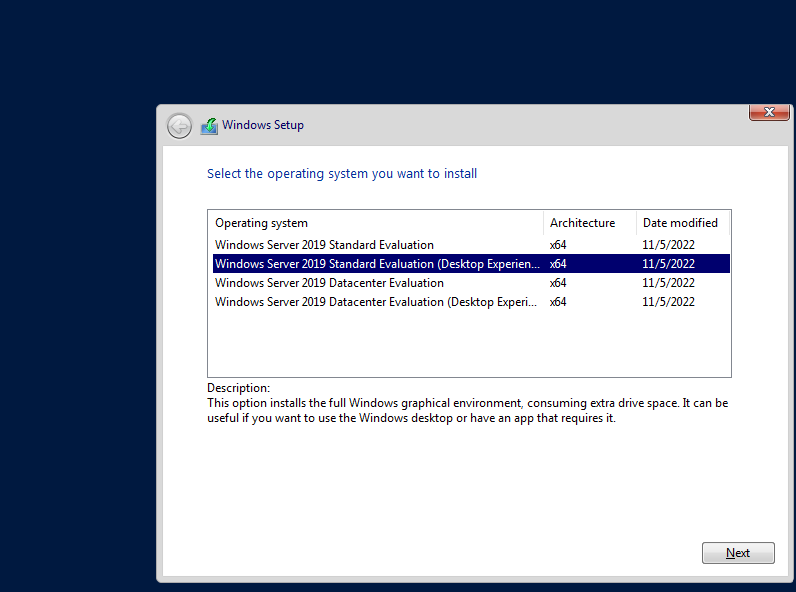 Windows Setup
Select the operating system you want to install
Operating system Architecture Date modified
Windows Server 2019 Standard Evaluation x64 11/5/2022
Windows Server 2019 Standard Evaluation (Desktop Experien... x64 11/5/2022
Windows Server 2019 Datacenter Evaluation x64 11/5/2022
Windows Server 2019 Datacenter Evaluation (Desktop Experi... x64 11/5/2022
Description:
This option installs the full Windows graphical environment, consuming extra drive space. It can be
useful if you want to use the Windows desktop or have an app that requires it.
Next